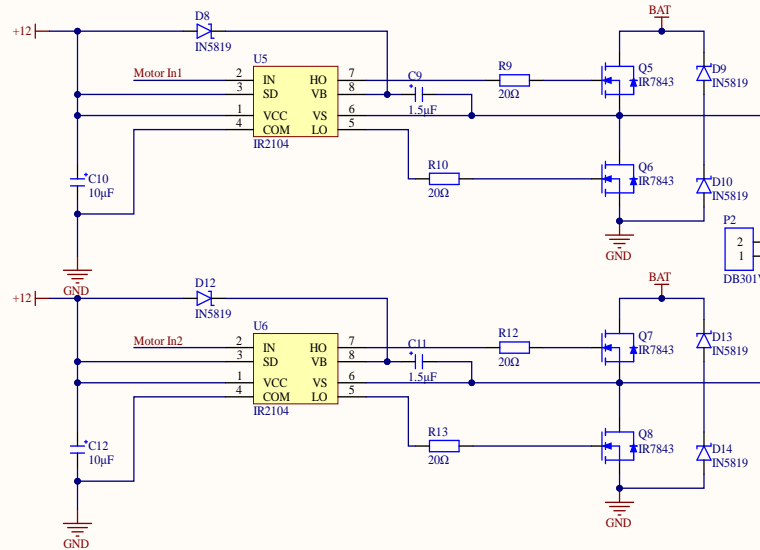 D8
BAT
+12
IN5819
U5
Motor In1
2 IN HO 7
3 SD VB 8
1 VCC VS 6
4 COM LO 5
IR2104
C9
1.5μF
R9
20Ω
Q5
IR7843
D9
IN5819
R10
20Ω
Q6
IR7843
D10
IN5819
C10
10μF
GND
P2
2
1
DB301V
GND
D12
BAT
+12
IN5819
U6
Motor In2
2 IN HO 7
3 SD VB 8
1 VCC VS 6
4 COM LO 5
IR2104
C11
1.5μF
R12
20Ω
Q7
IR7843
D13
IN5819
R13
20Ω
Q8
IR7843
D14
IN5819
C12
10μF
GND
GND